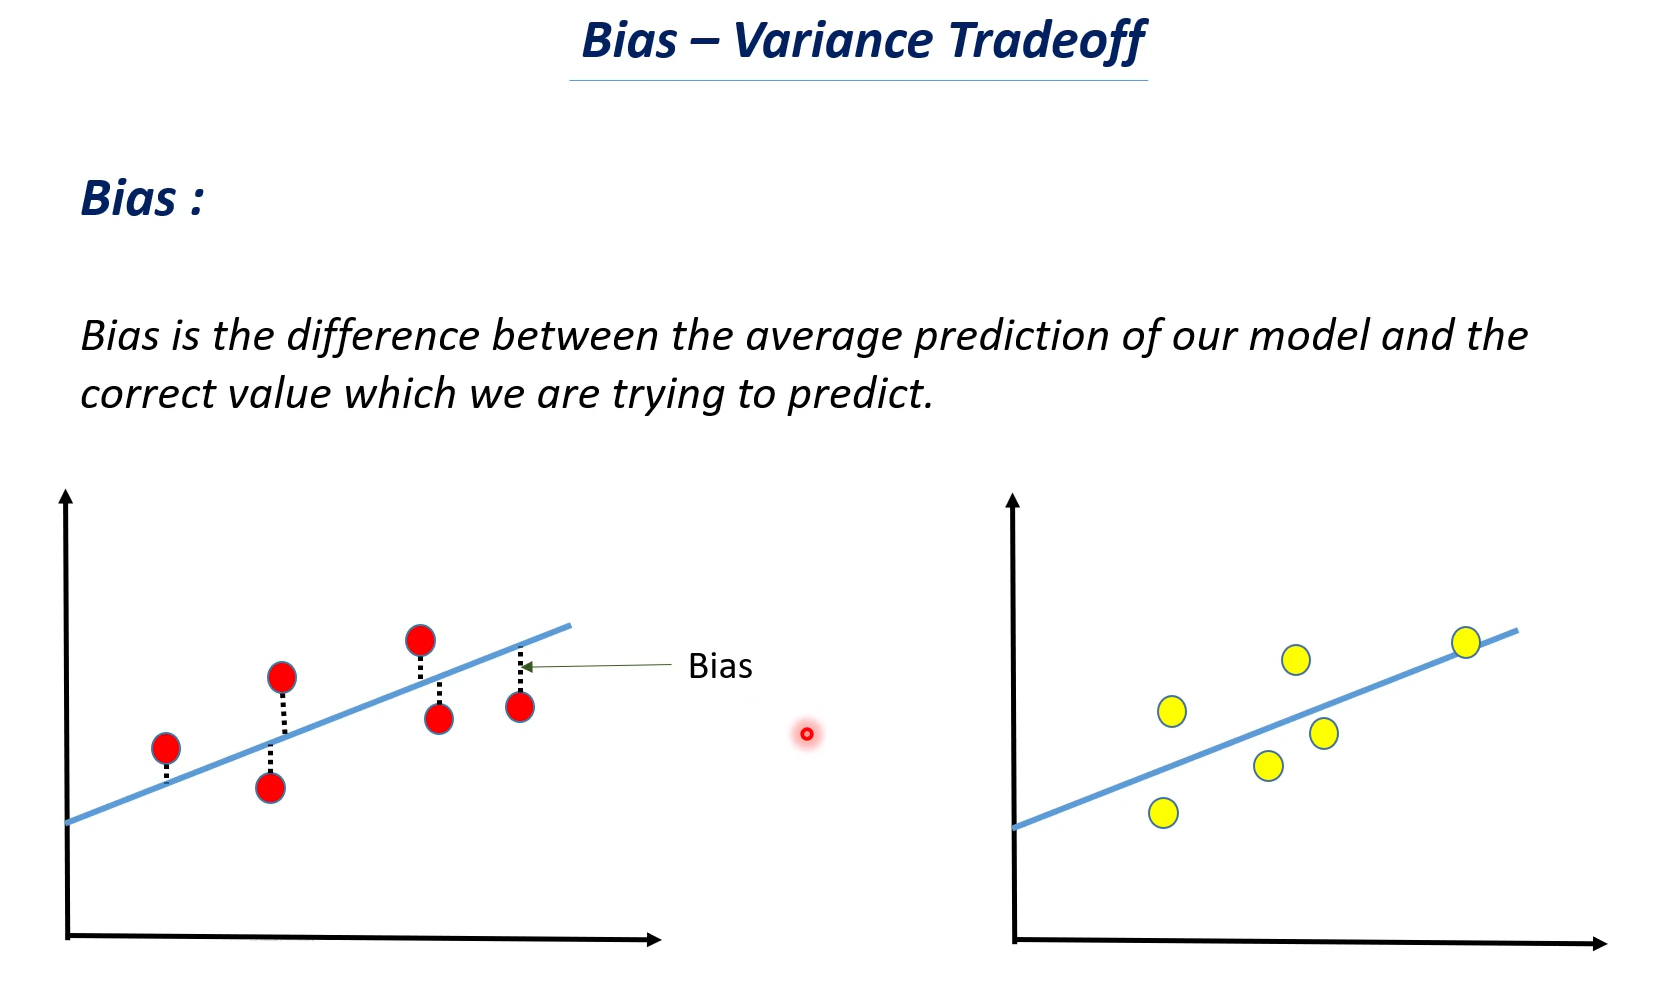 Bias – Variance Tradeoff
Bias :
Bias is the difference between the average prediction of our model and the
correct value which we are trying to predict.
Bias